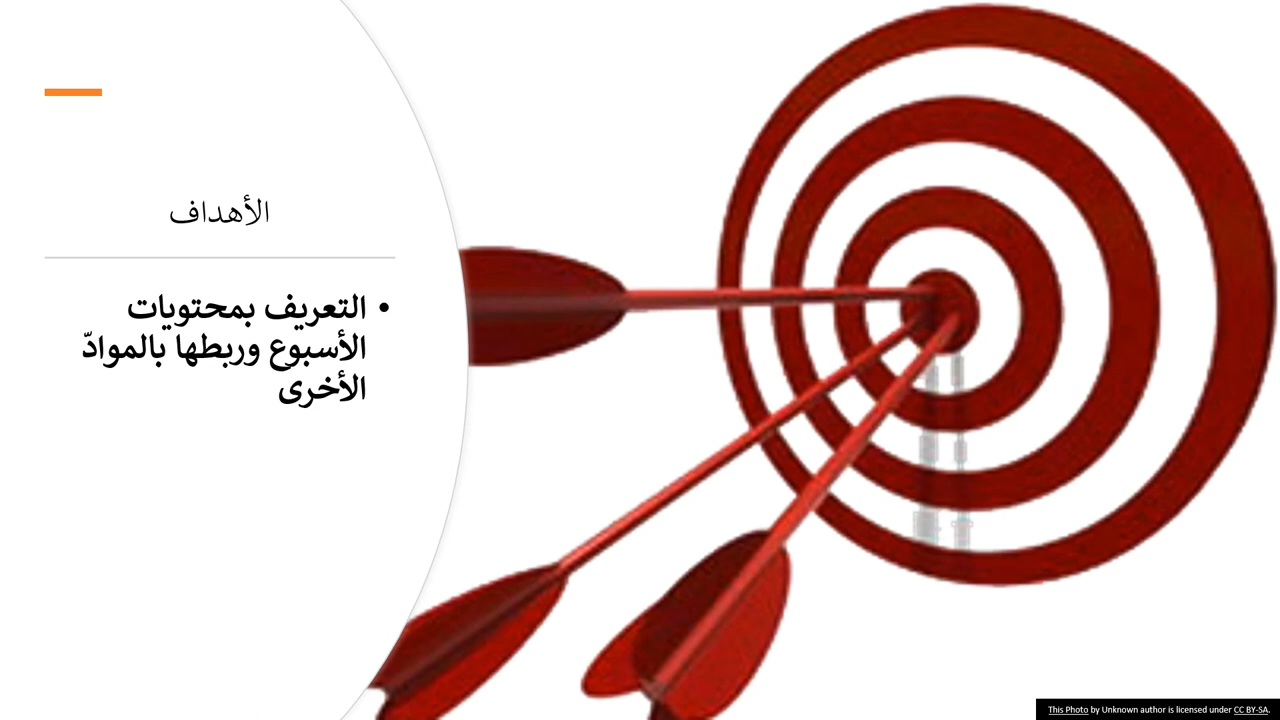 الأهداف
• التعريف بمحتويات
الأسبوع وربطها بالموادّ
الأخرى
This Photo by Unknown author is licensed under CC BY-SA.